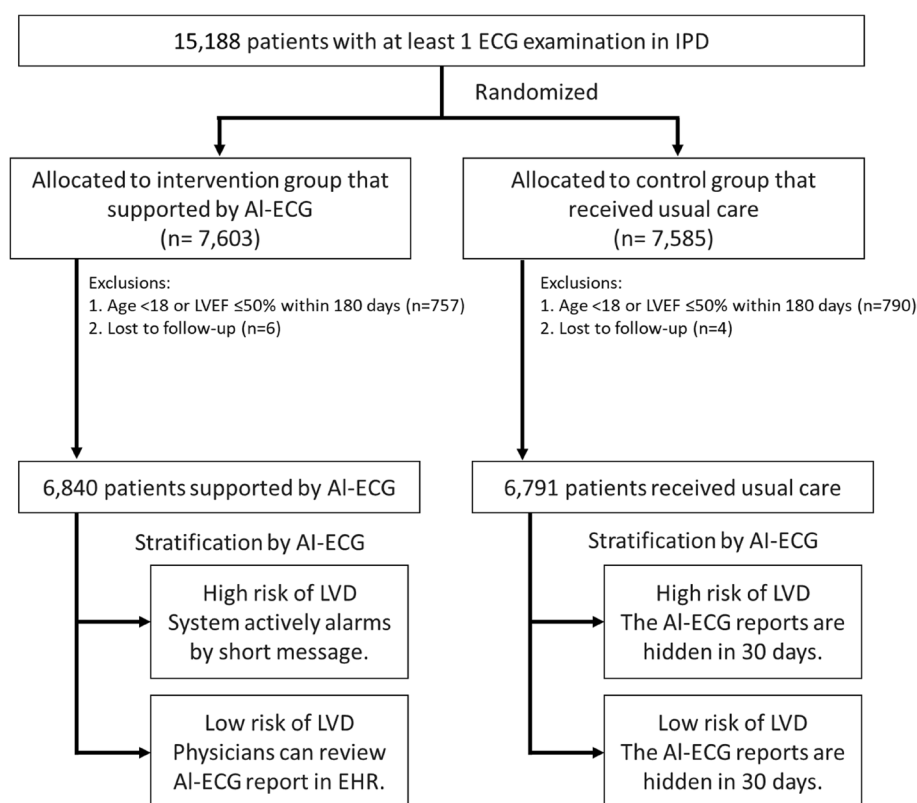 15,188 patients with at least 1 ECG examination in IPD
Randomized
Allocated to intervention group that
supported by AI-ECG
(n= 7,603)
Allocated to control group that
received usual care
(n= 7,585)
Exclusions:
1. Age <18 or LVEF ≤50% within 180 days (n=757)
2. Lost to follow-up (n=6)
Exclusions:
1. Age <18 or LVEF ≤50% within 180 days (n=790)
2. Lost to follow-up (n=4)
6,840 patients supported by AI-ECG
6,791 patients received usual care
Stratification by AI-ECG
High risk of LVD
System actively alarms
by short message.
Low risk of LVD
Physicians can review
AI-ECG report in EHR.
Stratification by AI-ECG
High risk of LVD
The AI-ECG reports are
hidden in 30 days.
Low risk of LVD
The AI-ECG reports are
hidden in 30 days.